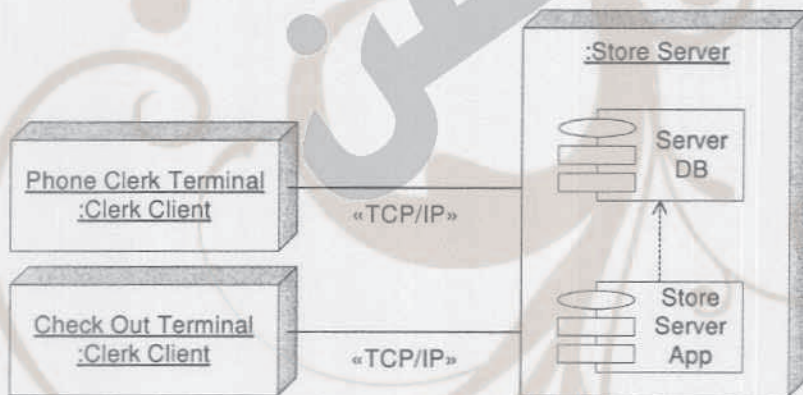 :Store Server
Server
DB
Phone Clerk Terminal
:Clerk Client
«TCP/IP»
Check Out Terminal
:Clerk Client
«TCP/IP»
Store
Server
App